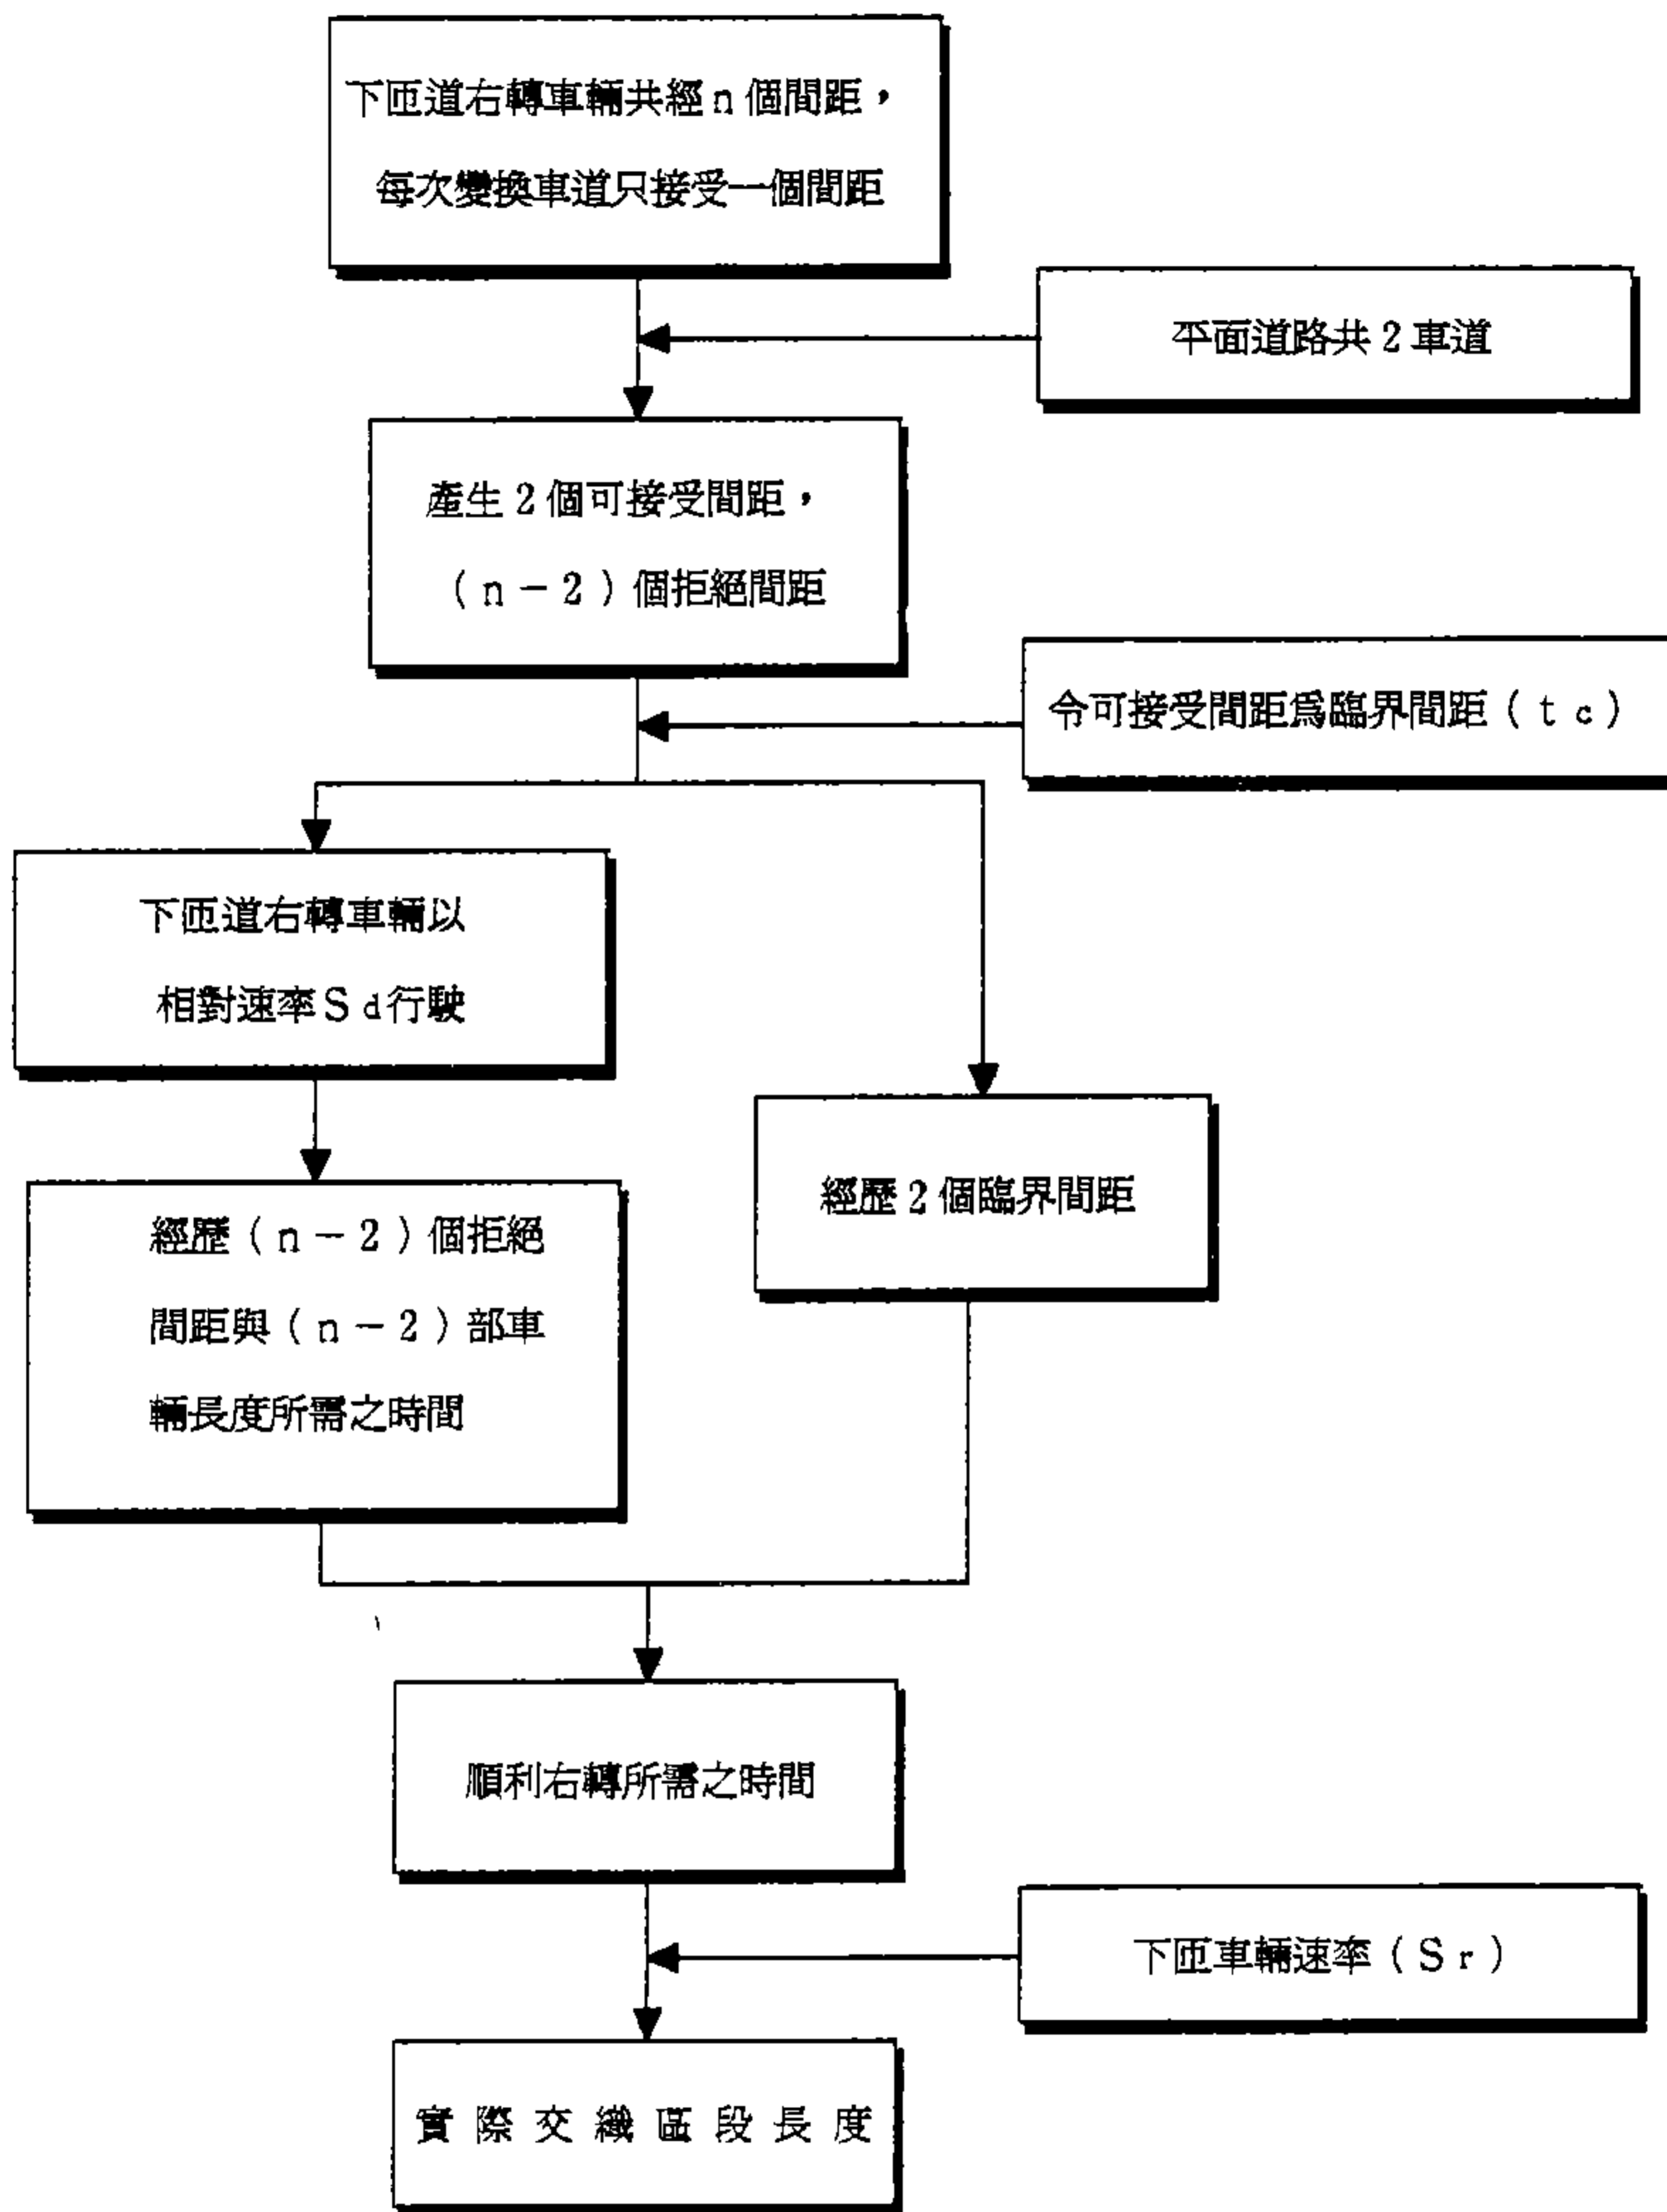 下匝道右轉車輛共經n個間距，
每次變換車道只接受一個間距
平面道路共2車道
產生2個可接受間距，
（n－2）個拒絕間距
令可接受間距爲臨界間距（tc）
下匝道右轉車輛以
相對速率Sd行駛
經歷2個臨界間距
經歷（n－2）個拒絕
間距與（n－2）部車
輛長度所需之時間
順利右轉所需之時間
下匝車輛速率（Sr）
實際交織區段長度